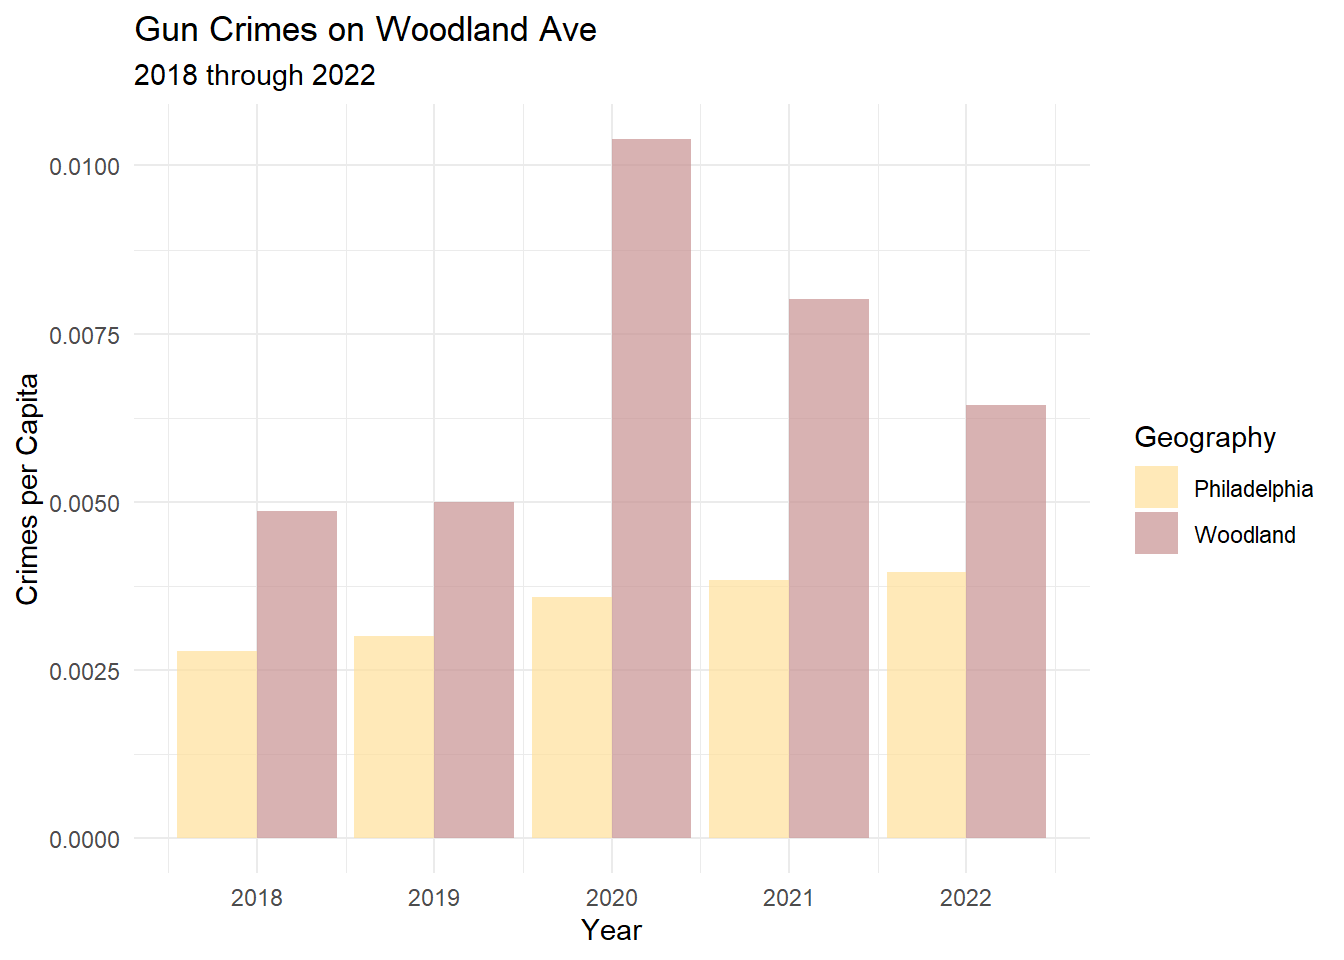 Gun Crimes on Woodland Ave
2018 through 2022
0.0100
0.0075
0.0050
0.0025
0.0000
Crimes per Capita
2018 2019 2020 2021 2022
Year
Geography
Philadelphia
Woodland